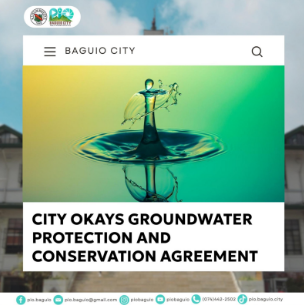 PIO
BAGUIO CITY
CITY OKAYS GROUNDWATER
PROTECTION AND
CONSERVATION AGREEMENT
pio.baguio pio.baguio@gmail.com piobaguio piobaguio (074)442-2502 pio.baguio.city